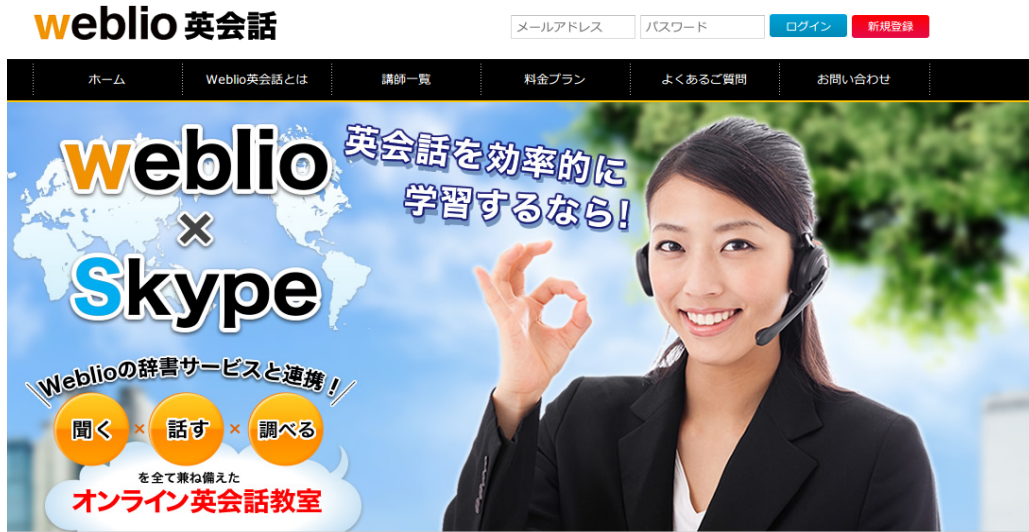 weblio 英会話
メールアドレス
パスワード
ログイン
新規登録
ホーム
Weblio英会話とは
講師一覧
料金プラン
よくあるご質問
お問い合わせ
weblio
×
Skype
英会話を効率的に
学習するなら!
Weblioの辞書サービスと連携!
聞く × 話す × 調べる
を全て兼ね備えた
オンライン英会話教室